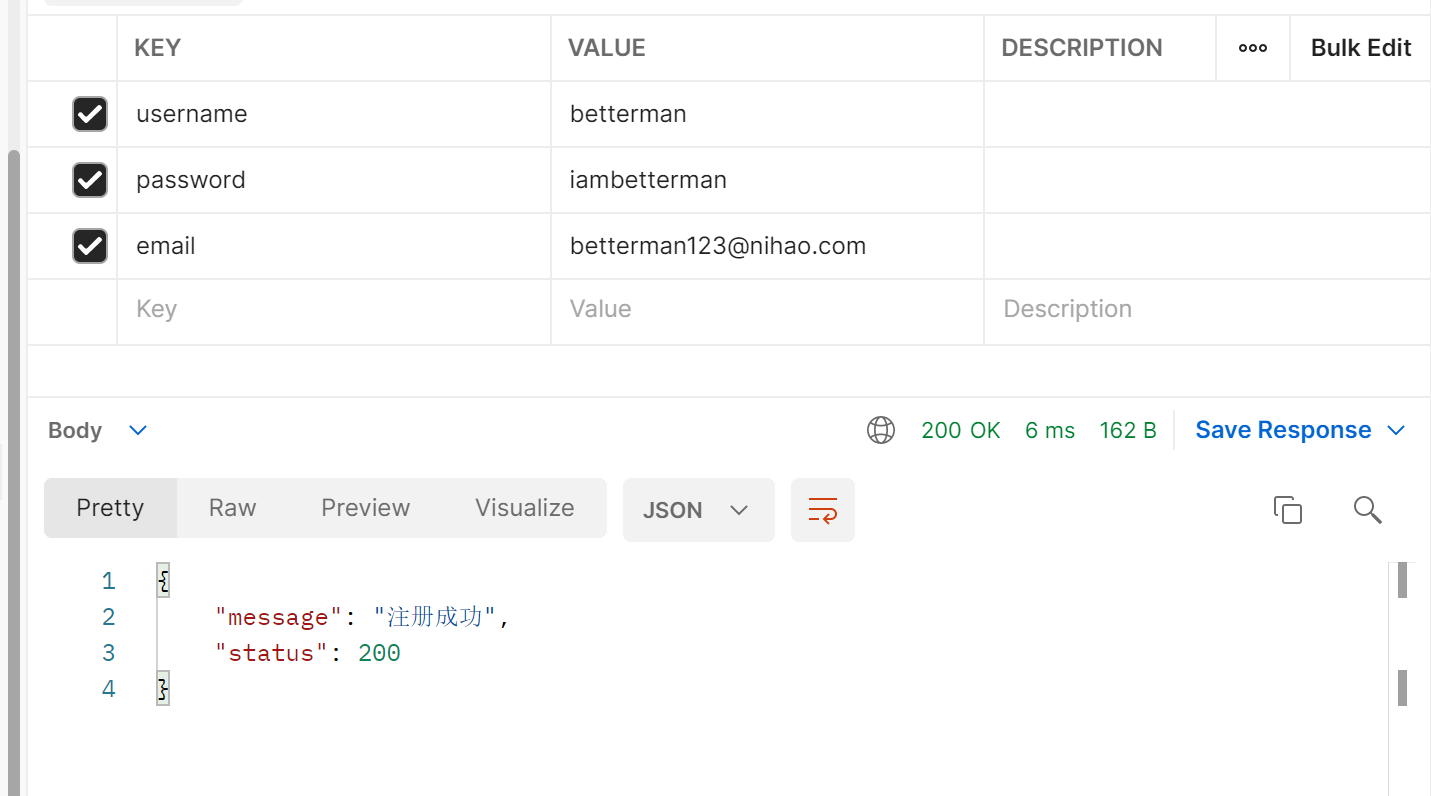 KEY VALUE DESCRIPTION ooo Bulk Edit
username betterman
password iambetterman
email betterman123@nihao.com
Key Value Description
Body 200 OK 6 ms 162 B Save Response
Pretty Raw Preview Visualize JSON
1 {
2 "message": "注册成功",
3 "status": 200
4 }